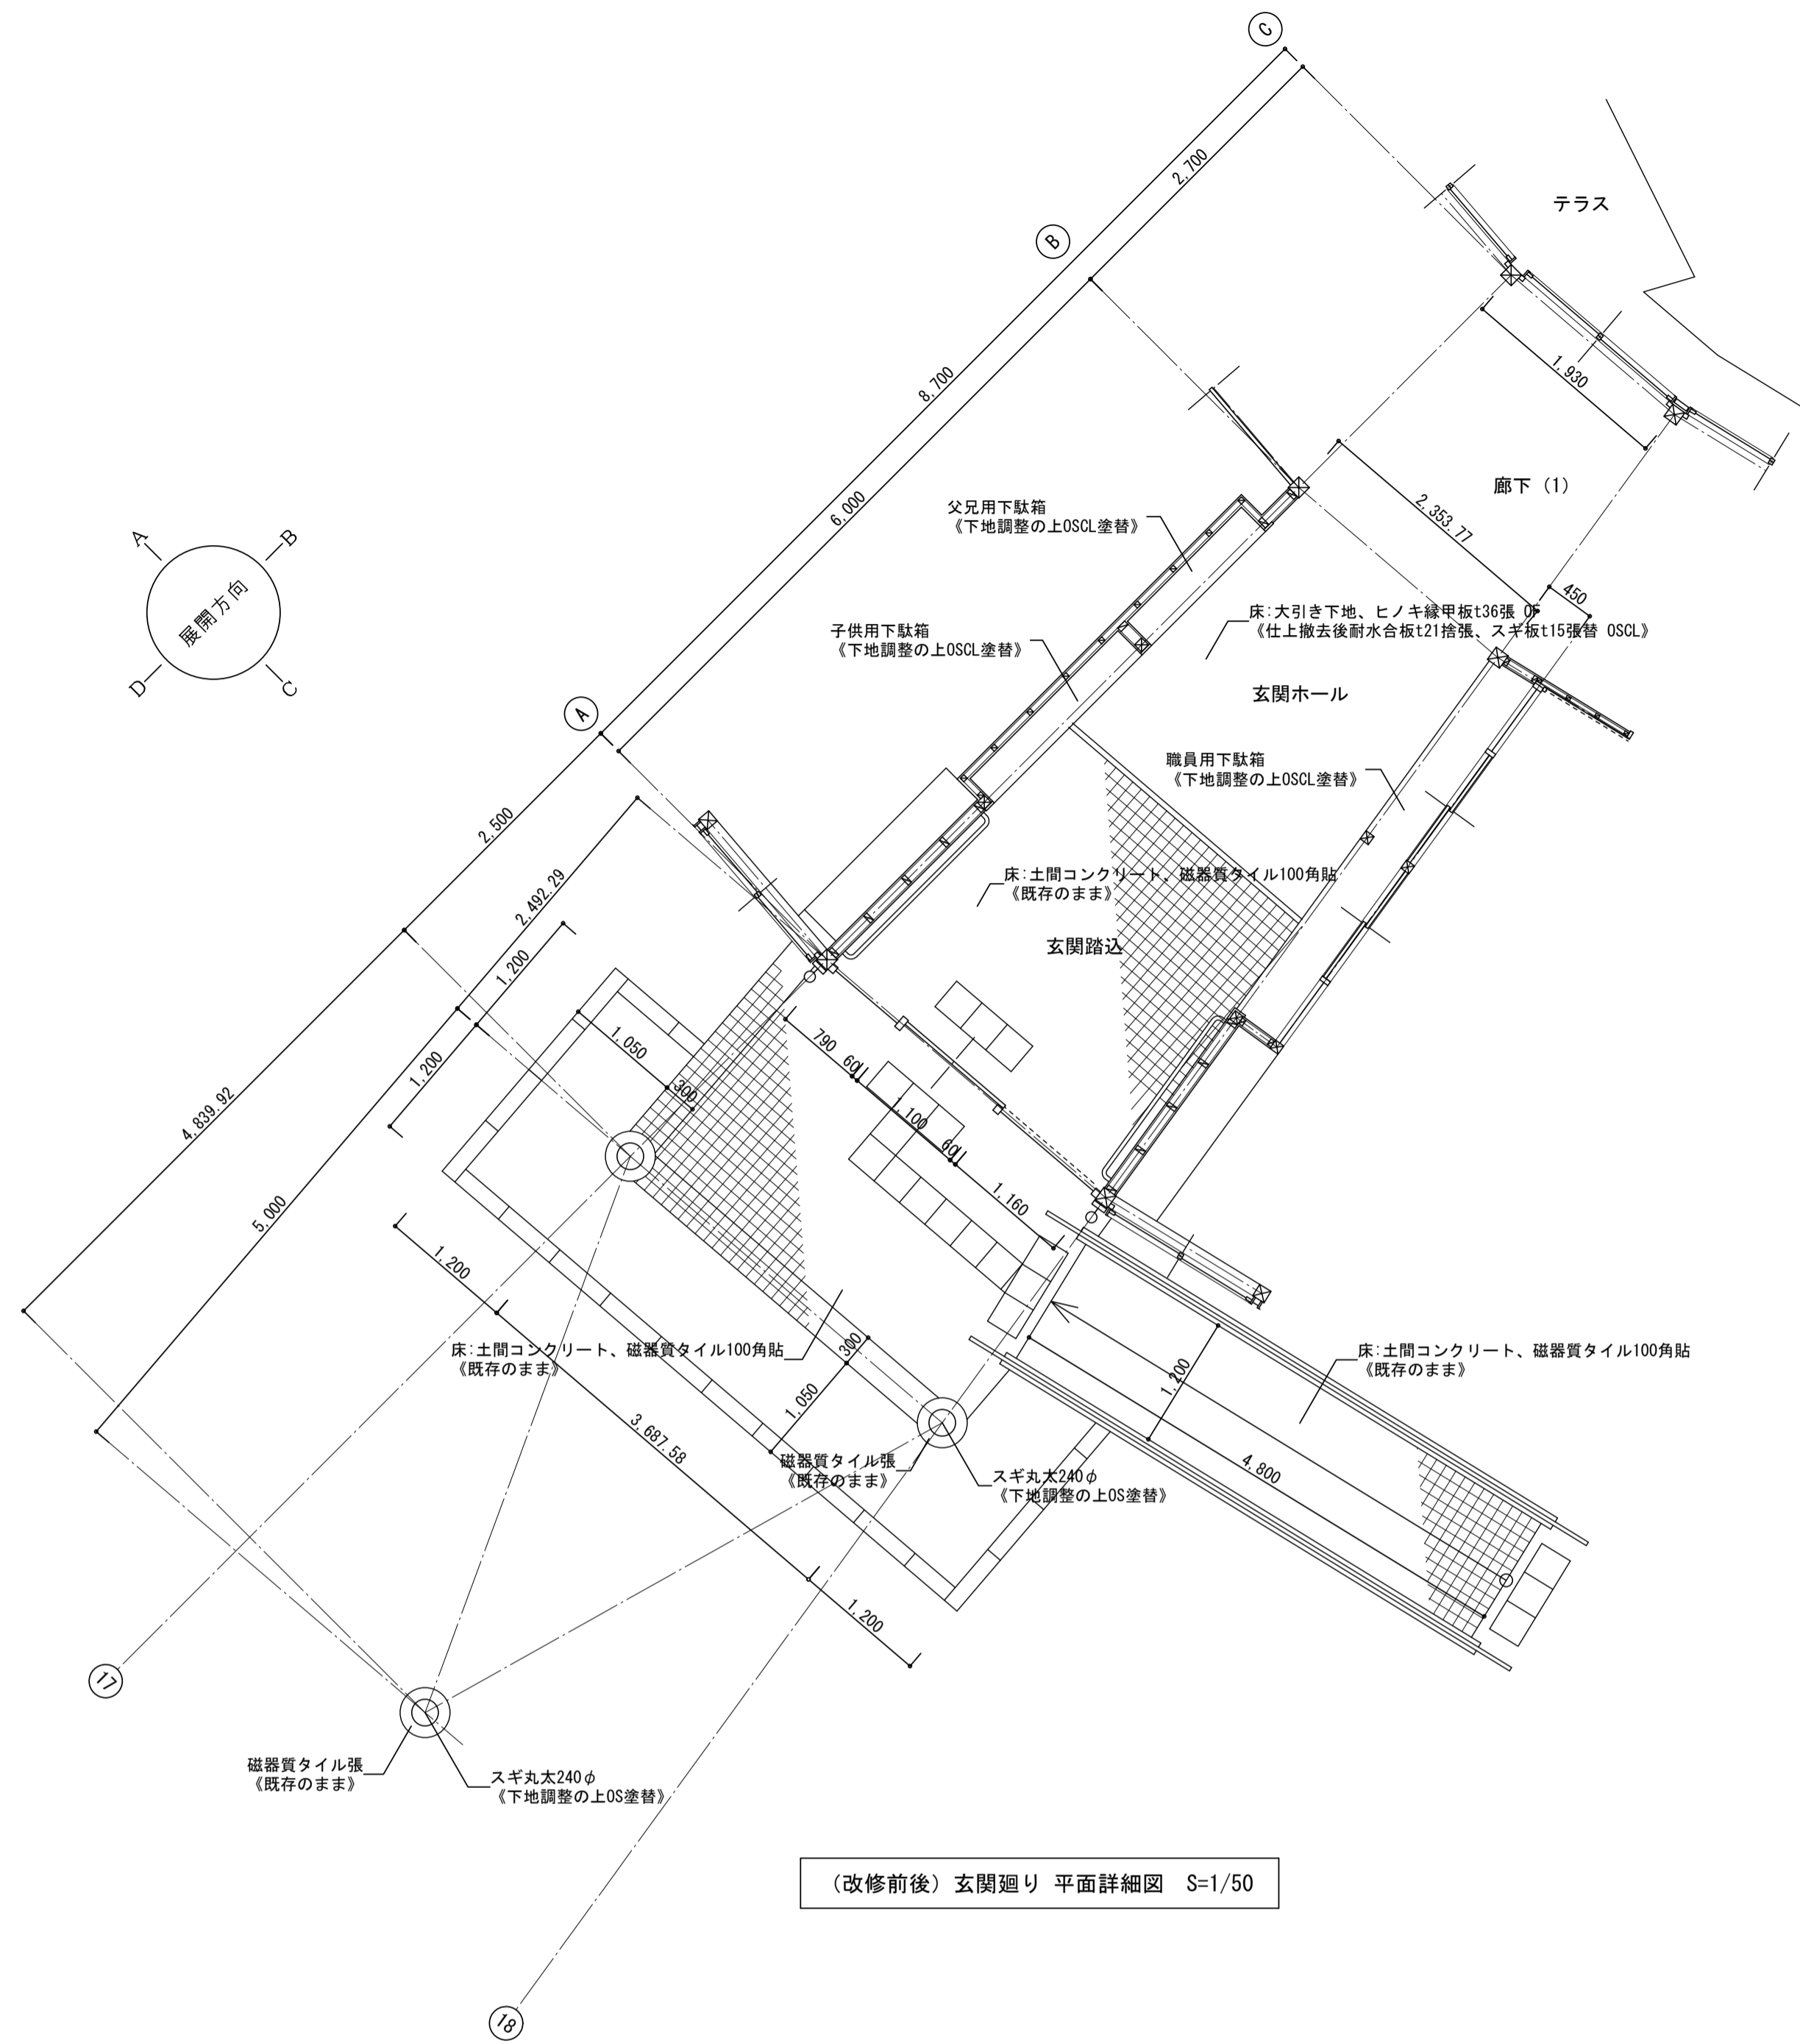 C
2,700
テラス
B
8,700
1,930
6,000
廊下（1）
父兄用下駄箱
《下地調整の上OSCL塗替》
2,353.77
450
A
B
展開方向
D
C
床:大引き下地、ヒノキ縁甲板t36張 OF
《仕上撤去後耐水合板t21捨張、スギ板t15張替 OSCL》
子供用下駄箱
《下地調整の上OSCL塗替》
玄関ホール
A
職員用下駄箱
《下地調整の上OSCL塗替》
2,500
2,492.29
床:土間コンクリート、磁器質タイル100角貼
《既存のまま》
玄関踏込
1,200
1,200
1,050
300
790
60
1,100
60
1,160
4,839.92
5,000
1,200
床:土間コンクリート、磁器質タイル100角貼
《既存のまま》
300
1,050
床:土間コンクリート、磁器質タイル100角貼
《既存のまま》
1,200
3,687.58
4,800
磁器質タイル張
《既存のまま》
スギ丸太240φ
《下地調整の上OS塗替》
1,200
17
磁器質タイル張
《既存のまま》
スギ丸太240φ
《下地調整の上OS塗替》
（改修前後）玄関廻り 平面詳細図　S=1/50
18